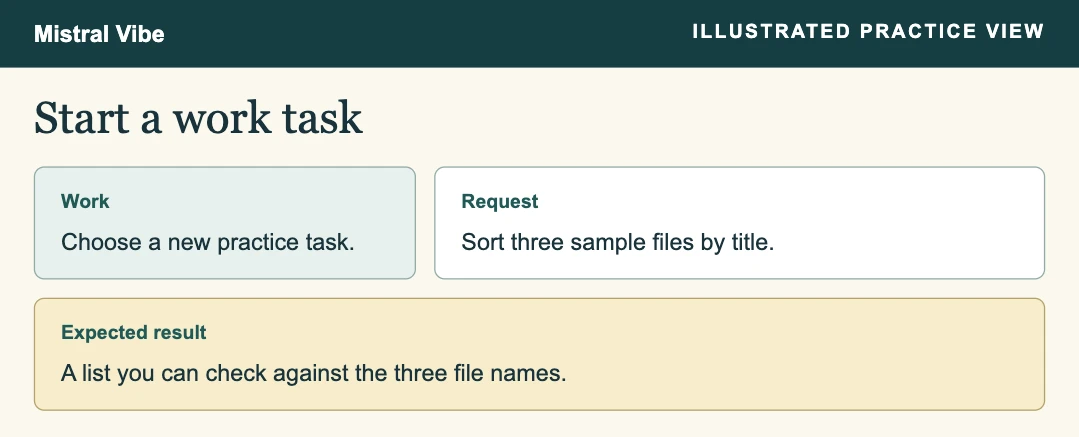 Mistral Vibe
ILLUSTRATED PRACTICE VIEW
Start a work task
Work
Choose a new practice task.
Request
Sort three sample files by title.
Expected result
A list you can check against the three file names.